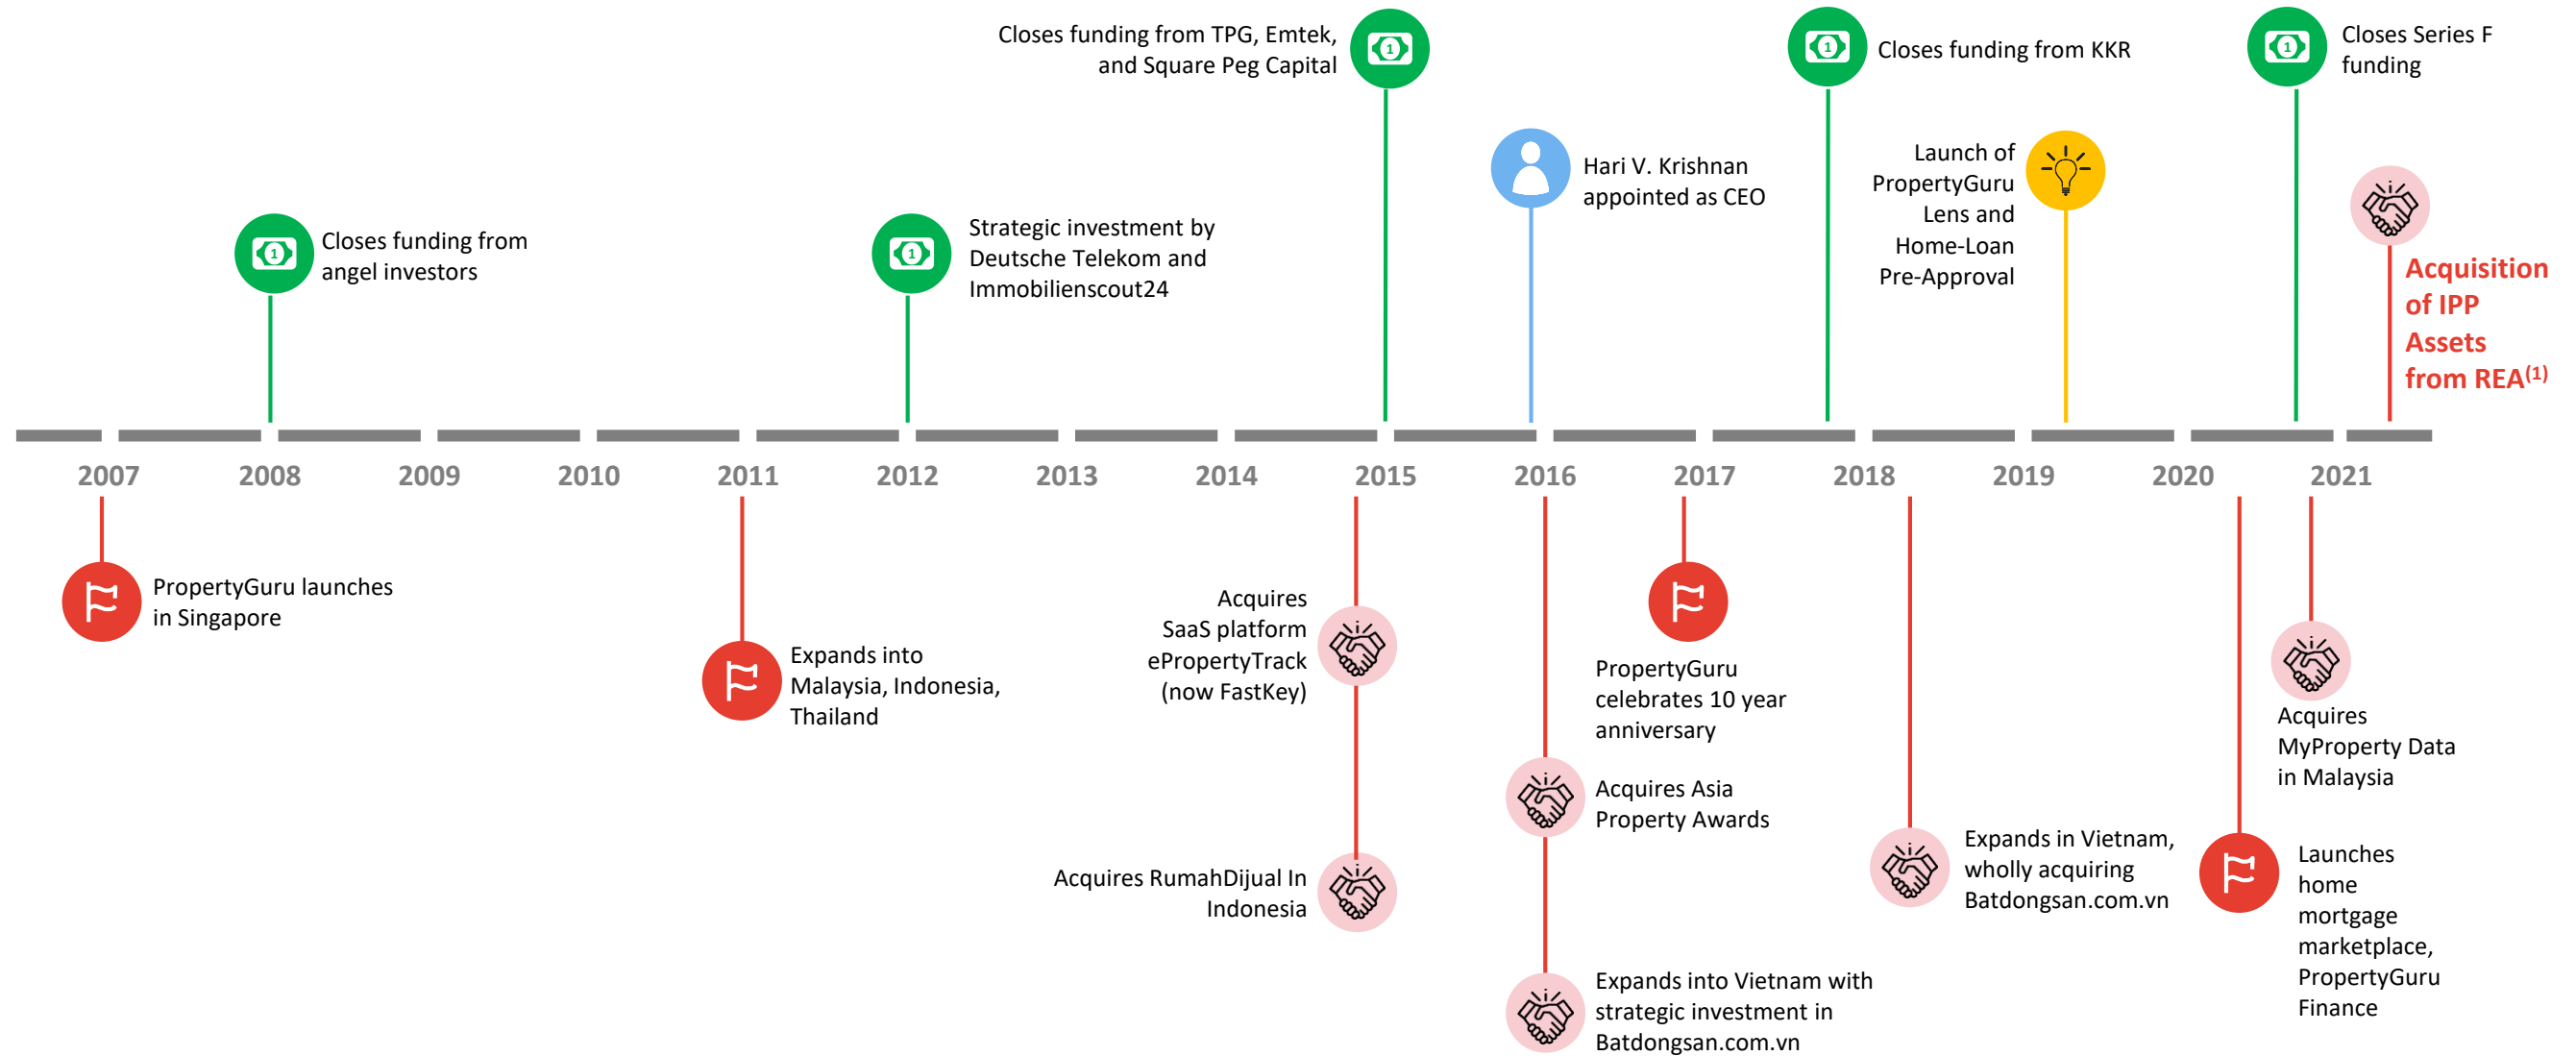 Closes funding from TPG, Emtek,
and Square Peg Capital
1
1
Closes funding from KKR
1
Closes Series F
funding
Hari V. Krishnan
appointed as CEO
Launch of
PropertyGuru
Lens and
Home-Loan
Pre-Approval
1
Closes funding from
angel investors
1
Strategic investment by
Deutsche Telekom and
Immobilienscout24
Acquisition
of IPP
Assets
from REA(1)
2007 2008 2009 2010 2011 2012 2013 2014 2015 2016 2017 2018 2019 2020 2021
PropertyGuru launches
in Singapore
Expands into
Malaysia, Indonesia,
Thailand
Acquires
SaaS platform
ePropertyTrack
(now FastKey)
Acquires RumahDijual In
Indonesia
PropertyGuru
celebrates 10 year
anniversary
Acquires Asia
Property Awards
Expands into Vietnam with
strategic investment in
Batdongsan.com.vn
Expands in Vietnam,
wholly acquiring
Batdongsan.com.vn
Acquires
MyProperty Data
in Malaysia
Launches
home
mortgage
marketplace,
PropertyGuru
Finance